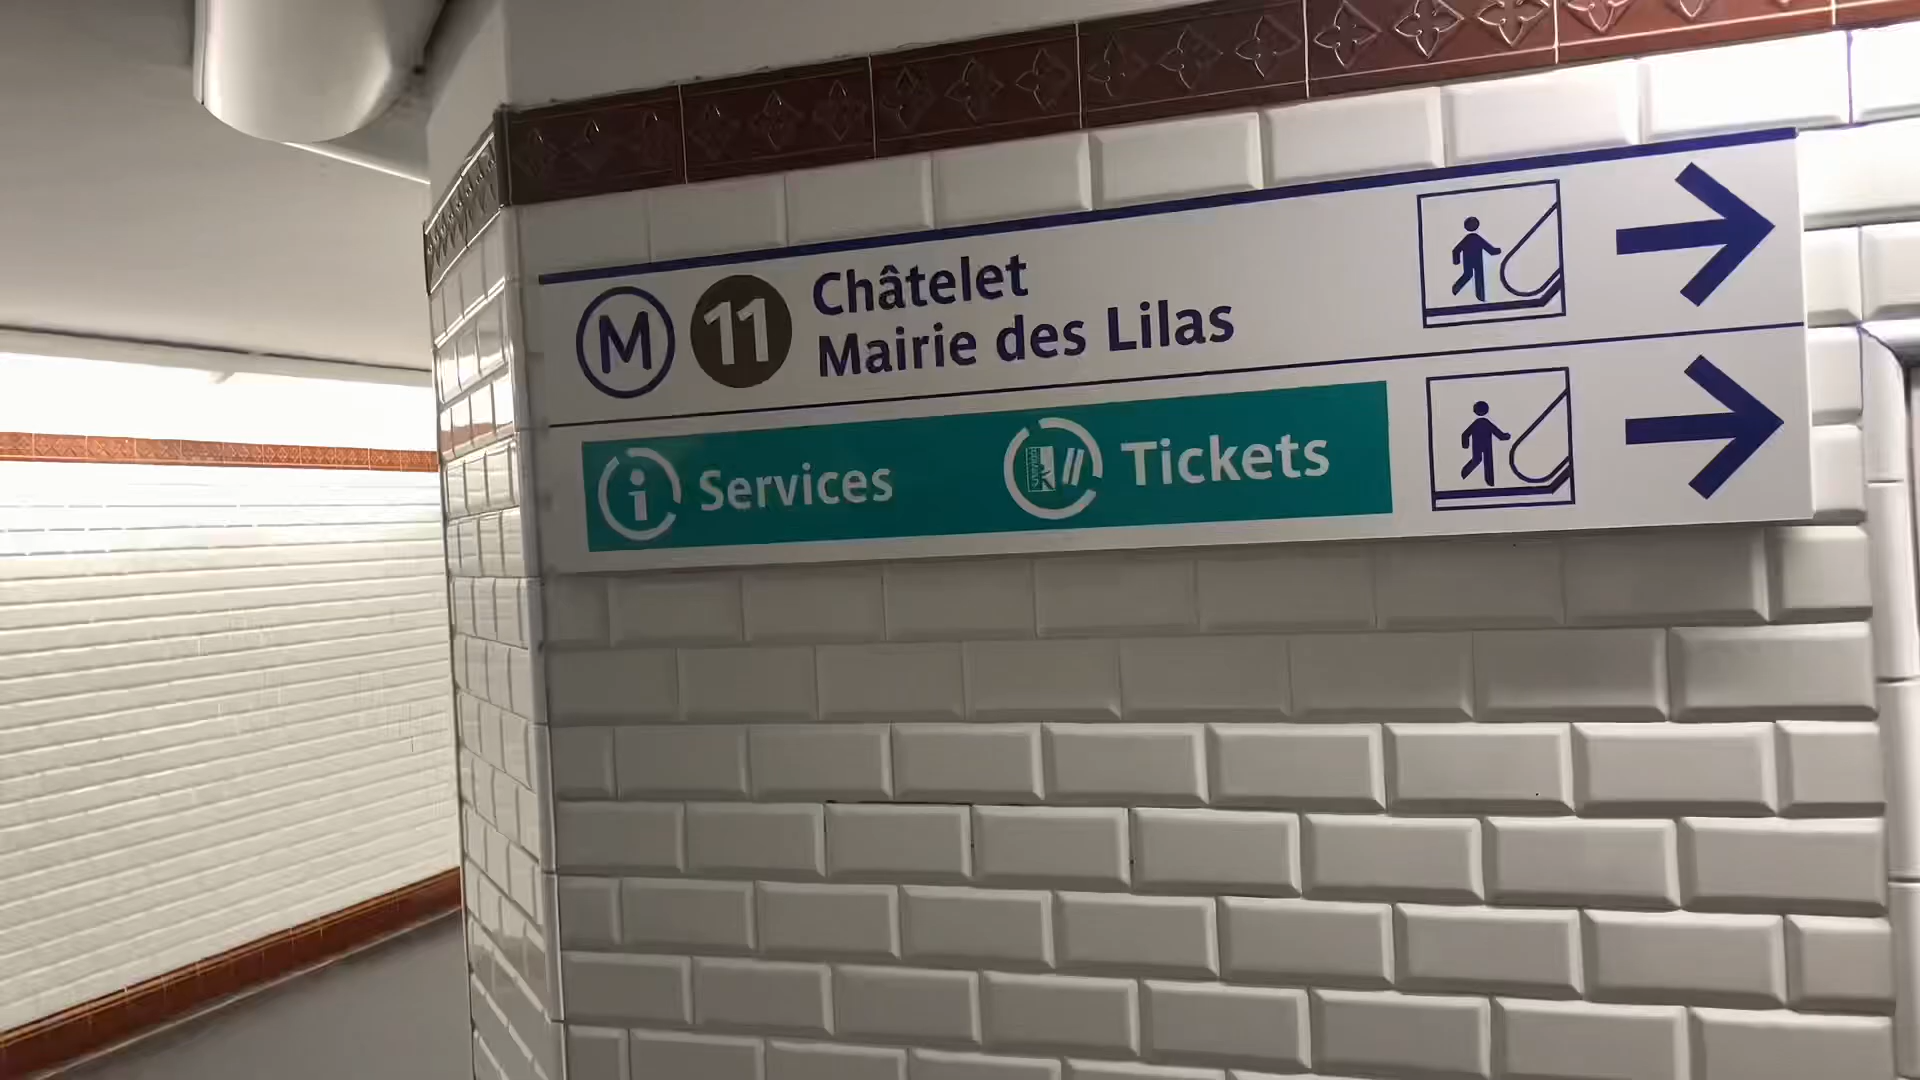 M 11 Châtelet
Mairie des Lilas
i Services Tickets